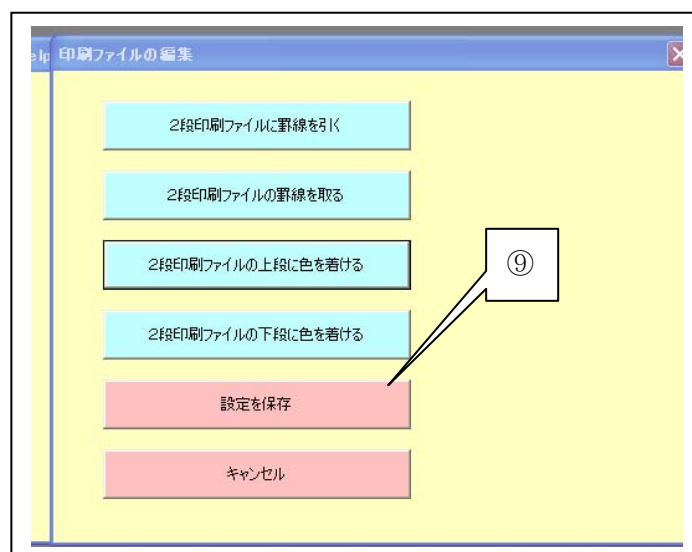 elp 印刷ファイルの編集
2段印刷ファイルに罫線を引く
2段印刷ファイルの罫線を取る
2段印刷ファイルの上段に色を着ける
⑨
2段印刷ファイルの下段に色を着ける
設定を保存
キャンセル